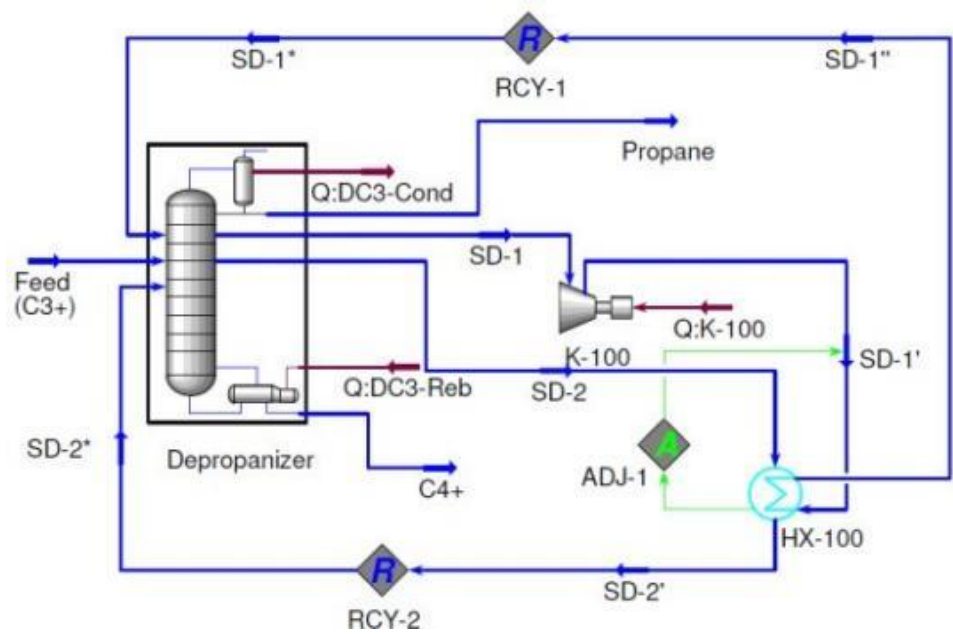 R
SD-1*
SD-1"
RCY-1
Propane
Q:DC3-Cond
SD-1
Feed
(C3+)
Q:K-100
K-100
SD-1'
Q:DC3-Reb
SD-2
SD-2*
Depropanizer
A
ADJ-1
C4+
HX-100
R
SD-2'
RCY-2